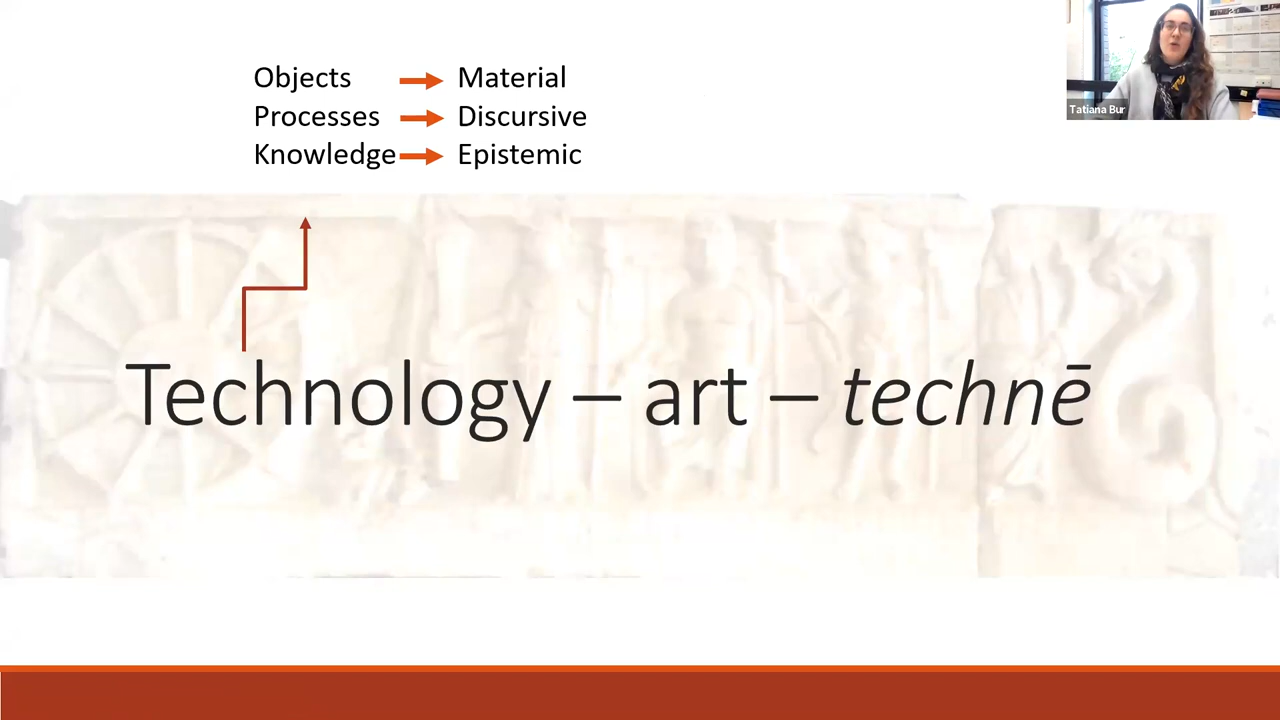 Objects → Material
Processes → Discursive
Knowledge → Epistemic
Tatiana Bur
Technology – art – technē